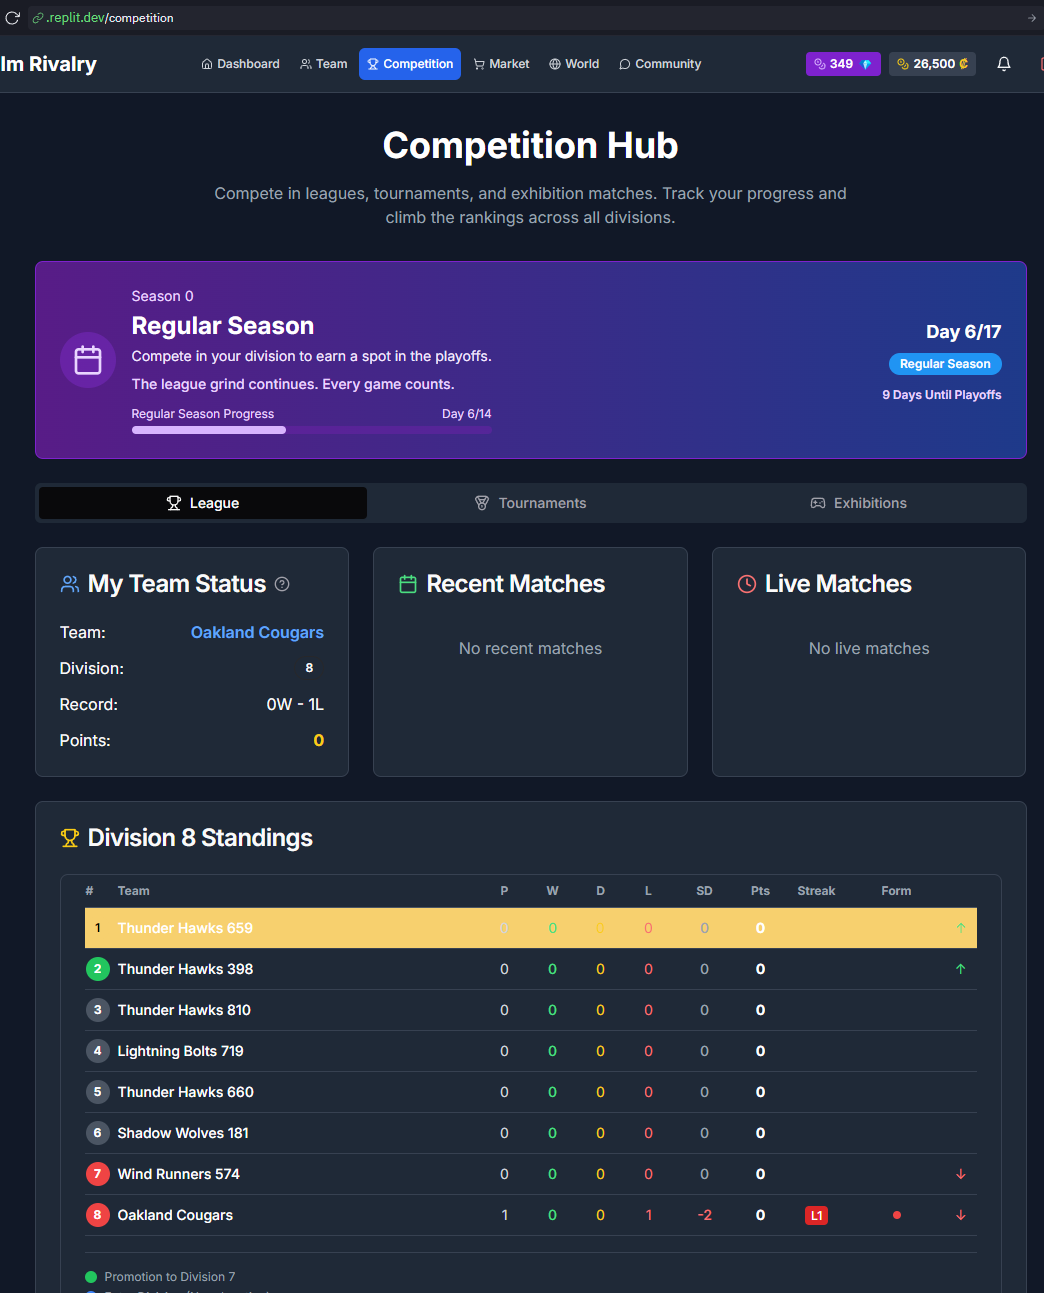 .replit.dev/competition
lm Rivalry
Dashboard
Team
Competition
Market
World
Community
349
26,500 ₡
Competition Hub
Compete in leagues, tournaments, and exhibition matches. Track your progress and
climb the rankings across all divisions.
Season 0
Regular Season
Compete in your division to earn a spot in the playoffs.
The league grind continues. Every game counts.
Regular Season Progress Day 6/14
Day 6/17
Regular Season
9 Days Until Playoffs
League
Tournaments
Exhibitions
My Team Status ?
Team: Oakland Cougars
Division: 8
Record: 0W - 1L
Points: 0
Recent Matches
No recent matches
Live Matches
No live matches
Division 8 Standings
# Team P W D L SD Pts Streak Form
1 Thunder Hawks 659 0 0 0 0 0 0 ↑
2 Thunder Hawks 398 0 0 0 0 0 0 ↑
3 Thunder Hawks 810 0 0 0 0 0 0
4 Lightning Bolts 719 0 0 0 0 0 0
5 Thunder Hawks 660 0 0 0 0 0 0
6 Shadow Wolves 181 0 0 0 0 0 0
7 Wind Runners 574 0 0 0 0 0 0 ↓
8 Oakland Cougars 1 0 0 1 -2 0 L1 ↓
Promotion to Division 7